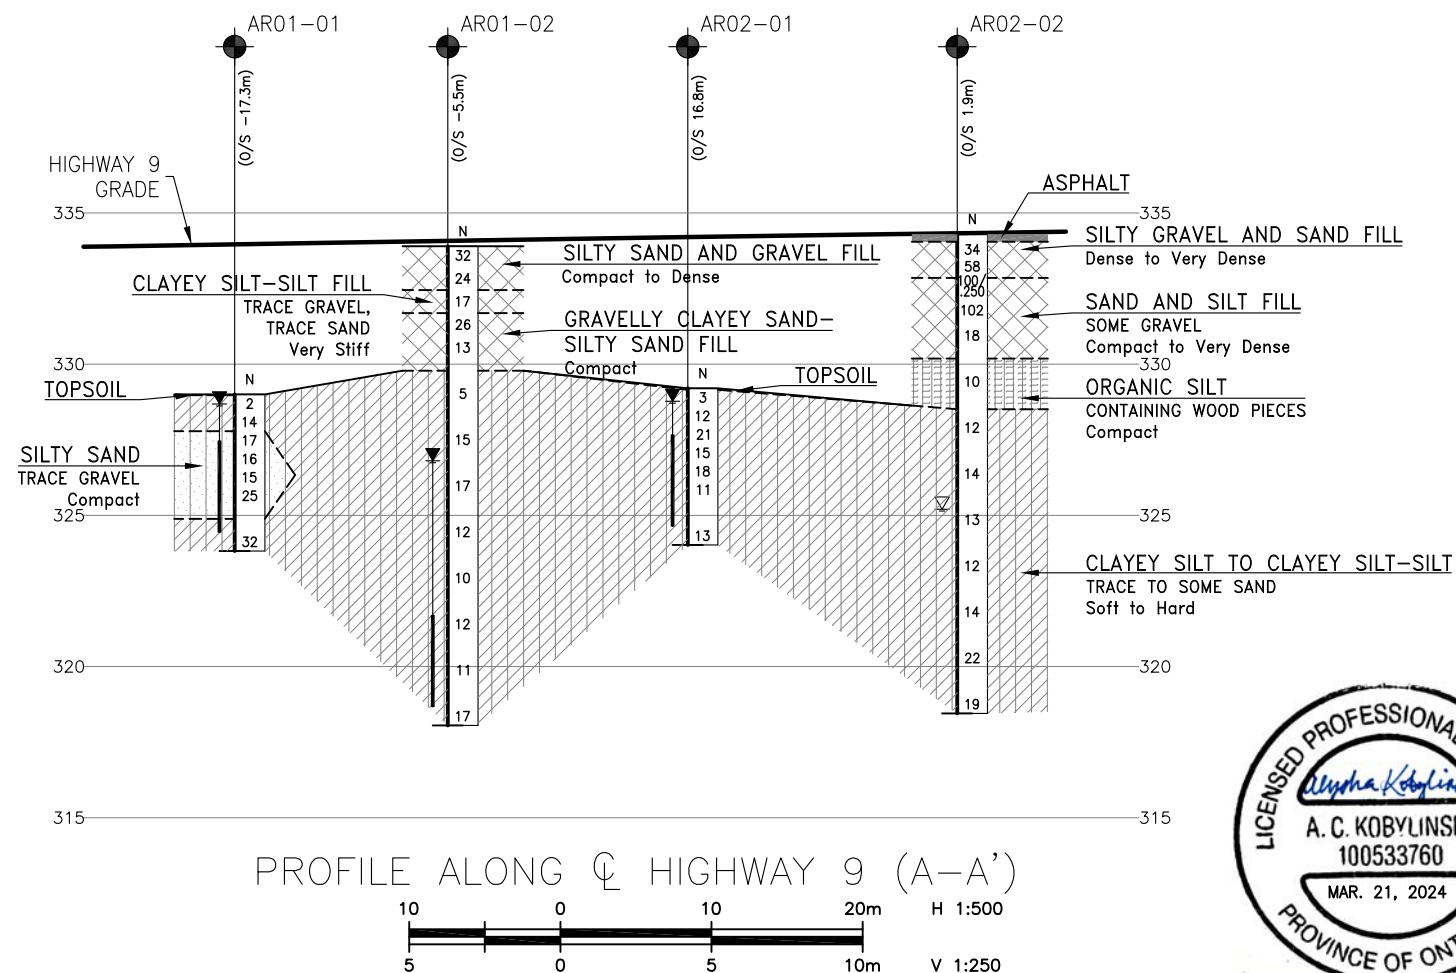 AR01-01
AR01-02
AR02-01
AR02-02
(O/S -17.3m)
(O/S -5.5m)
(O/S 16.8m)
(O/S 1.9m)
HIGHWAY 9
GRADE
ASPHALT
335
335
N
N
SILTY GRAVEL AND SAND FILL
Dense to Very Dense
SILTY SAND AND GRAVEL FILL
Compact to Dense
CLAYEY SILT-SILT FILL
TRACE GRAVEL,
TRACE SAND
Very Stiff
GRAVELLY CLAYEY SAND-
SILTY SAND FILL
Compact
SAND AND SILT FILL
SOME GRAVEL
Compact to Very Dense
32
24
17
26
13
5
15
17
12
10
12
11
17
34
58
100/
.250
102
18
10
12
14
13
12
14
22
19
330
330
TOPSOIL
N
2
14
17
16
15
25
32
N
3
12
21
15
18
11
13
TOPSOIL
ORGANIC SILT
CONTAINING WOOD PIECES
Compact
SILTY SAND
TRACE GRAVEL
Compact
325
325
CLAYEY SILT TO CLAYEY SILT-SILT
TRACE TO SOME SAND
Soft to Hard
320
320
315
315
PROFILE ALONG ℄ HIGHWAY 9 (A-A')
10 0 10 20m H 1:500
5 0 5 10m V 1:250
LICENSED PROFESSIONAL
A. C. KOBYLINS
100533760
MAR. 21, 2024
PROVINCE OF ONT